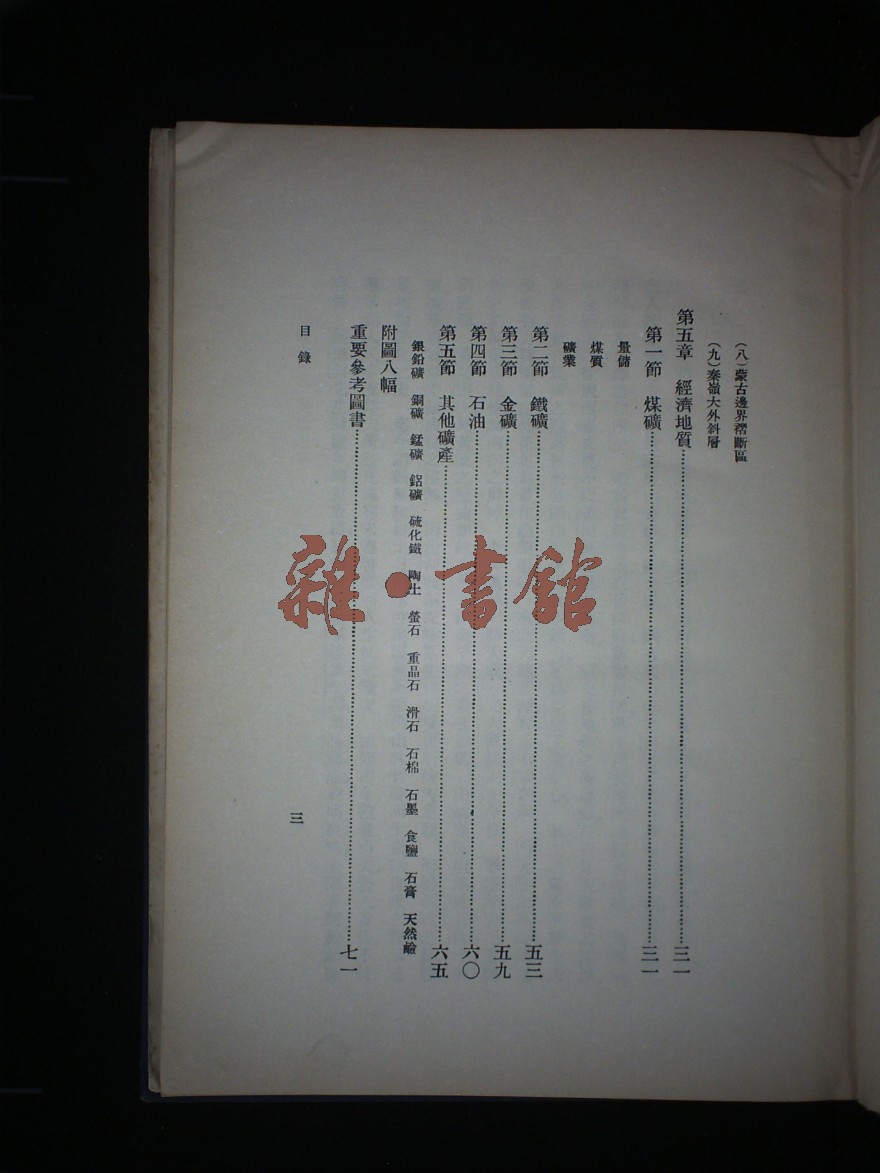 (八)蒙古邊界褶斷區
(九)秦嶺大外斜層
第五章 經濟地質……三一
第一節 煤礦……三一
量儲
煤質
礦業
第二節 鐵礦……五三
第三節 金礦……五九
第四節 石油……六〇
第五節 其他礦產……六五
銀鉛礦 銅礦 錳礦 鋁礦 硫化鐵 陶土 螢石 重晶石 滑石 石棉 石墨 食鹽 石膏 天然鹼
附圖八幅
重要參考圖書……七一
目錄
三
雜·書館